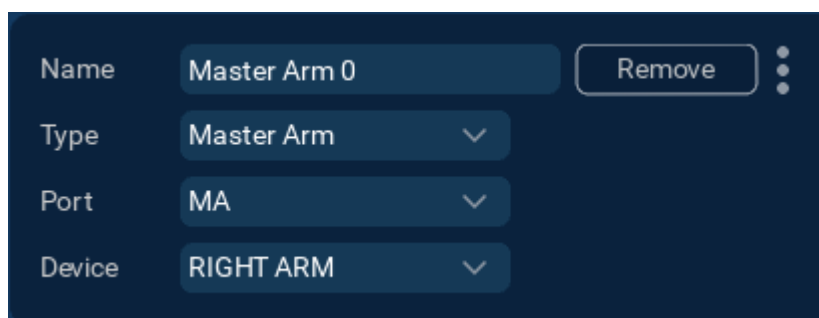 Name Master Arm 0 Remove
Type Master Arm
Port MA
Device RIGHT ARM